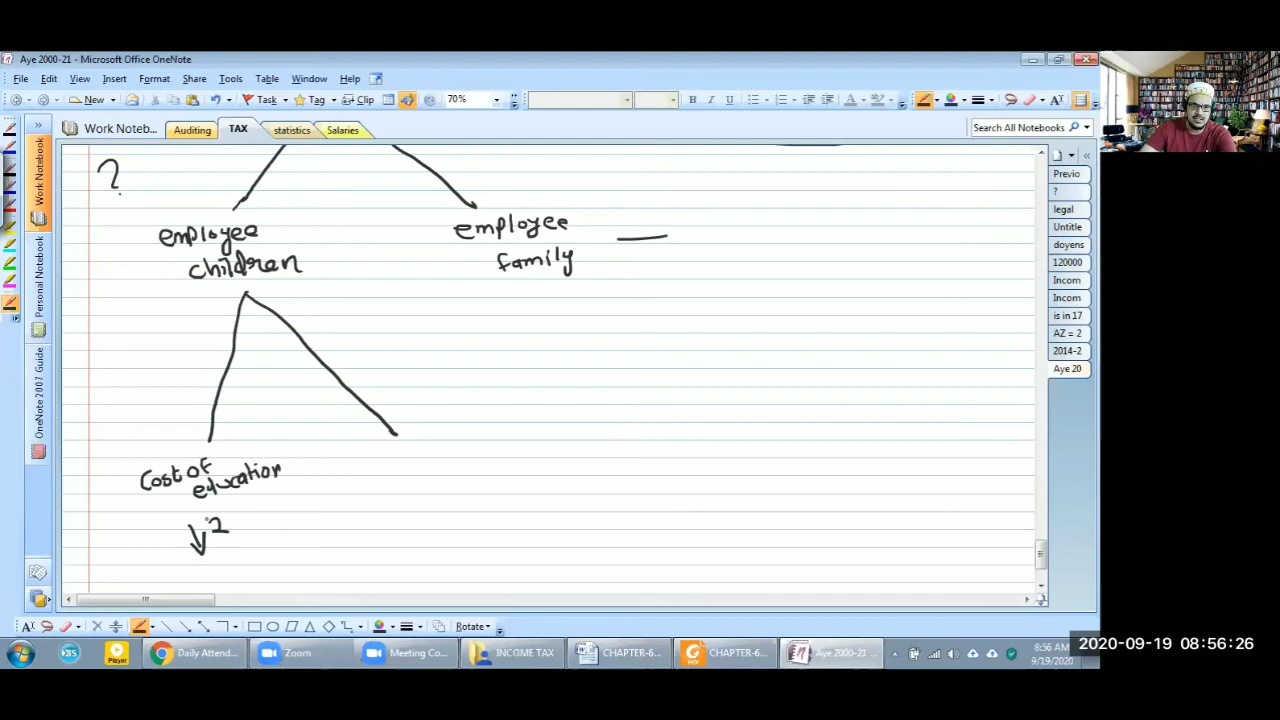 Aye 2000-21 - Microsoft Office OneNote
File Edit View Insert Format Share Tools Table Window Help
New Task Tag Clip 70% B I U
Work Noteb... Auditing TAX statistics Salaries Search All Notebooks
Work Notebook
Personal Notebook
OneNote 2007 Guide
?
employee
children
employee
family
Cost of
education
2
Previo
?
legal
Untitle
doyens
120000
Incom
Incom
is in 17
AZ = 2
2014-2
Aye 20
Rotate
Player Daily Attend... Zoom Meeting Co... INCOME TAX CHAPTER-6... CHAPTER-6... Aye 2000-21 ... 8:56 AM
9/19/2020
2020-09-19 08:56:26